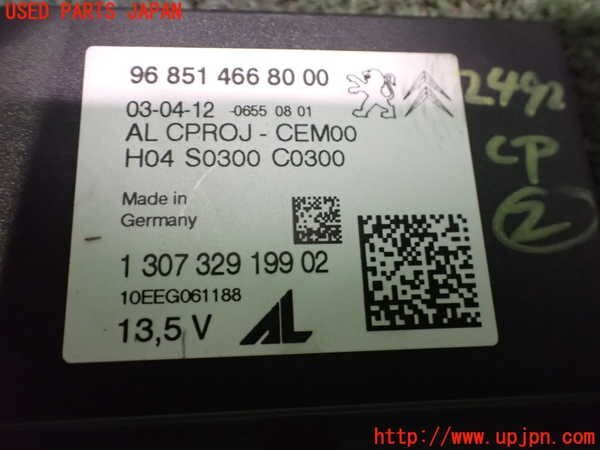 USED PARTS JAPAN
96 851 466 80 00
03-04-12 -0655 08 01
AL CPROJ - CEM00
H04 S0300 C0300
Made in
Germany
1 307 329 199 02
10EEG061188
13,5 V AL
2492
CP
2
http://www.upjpn.com/